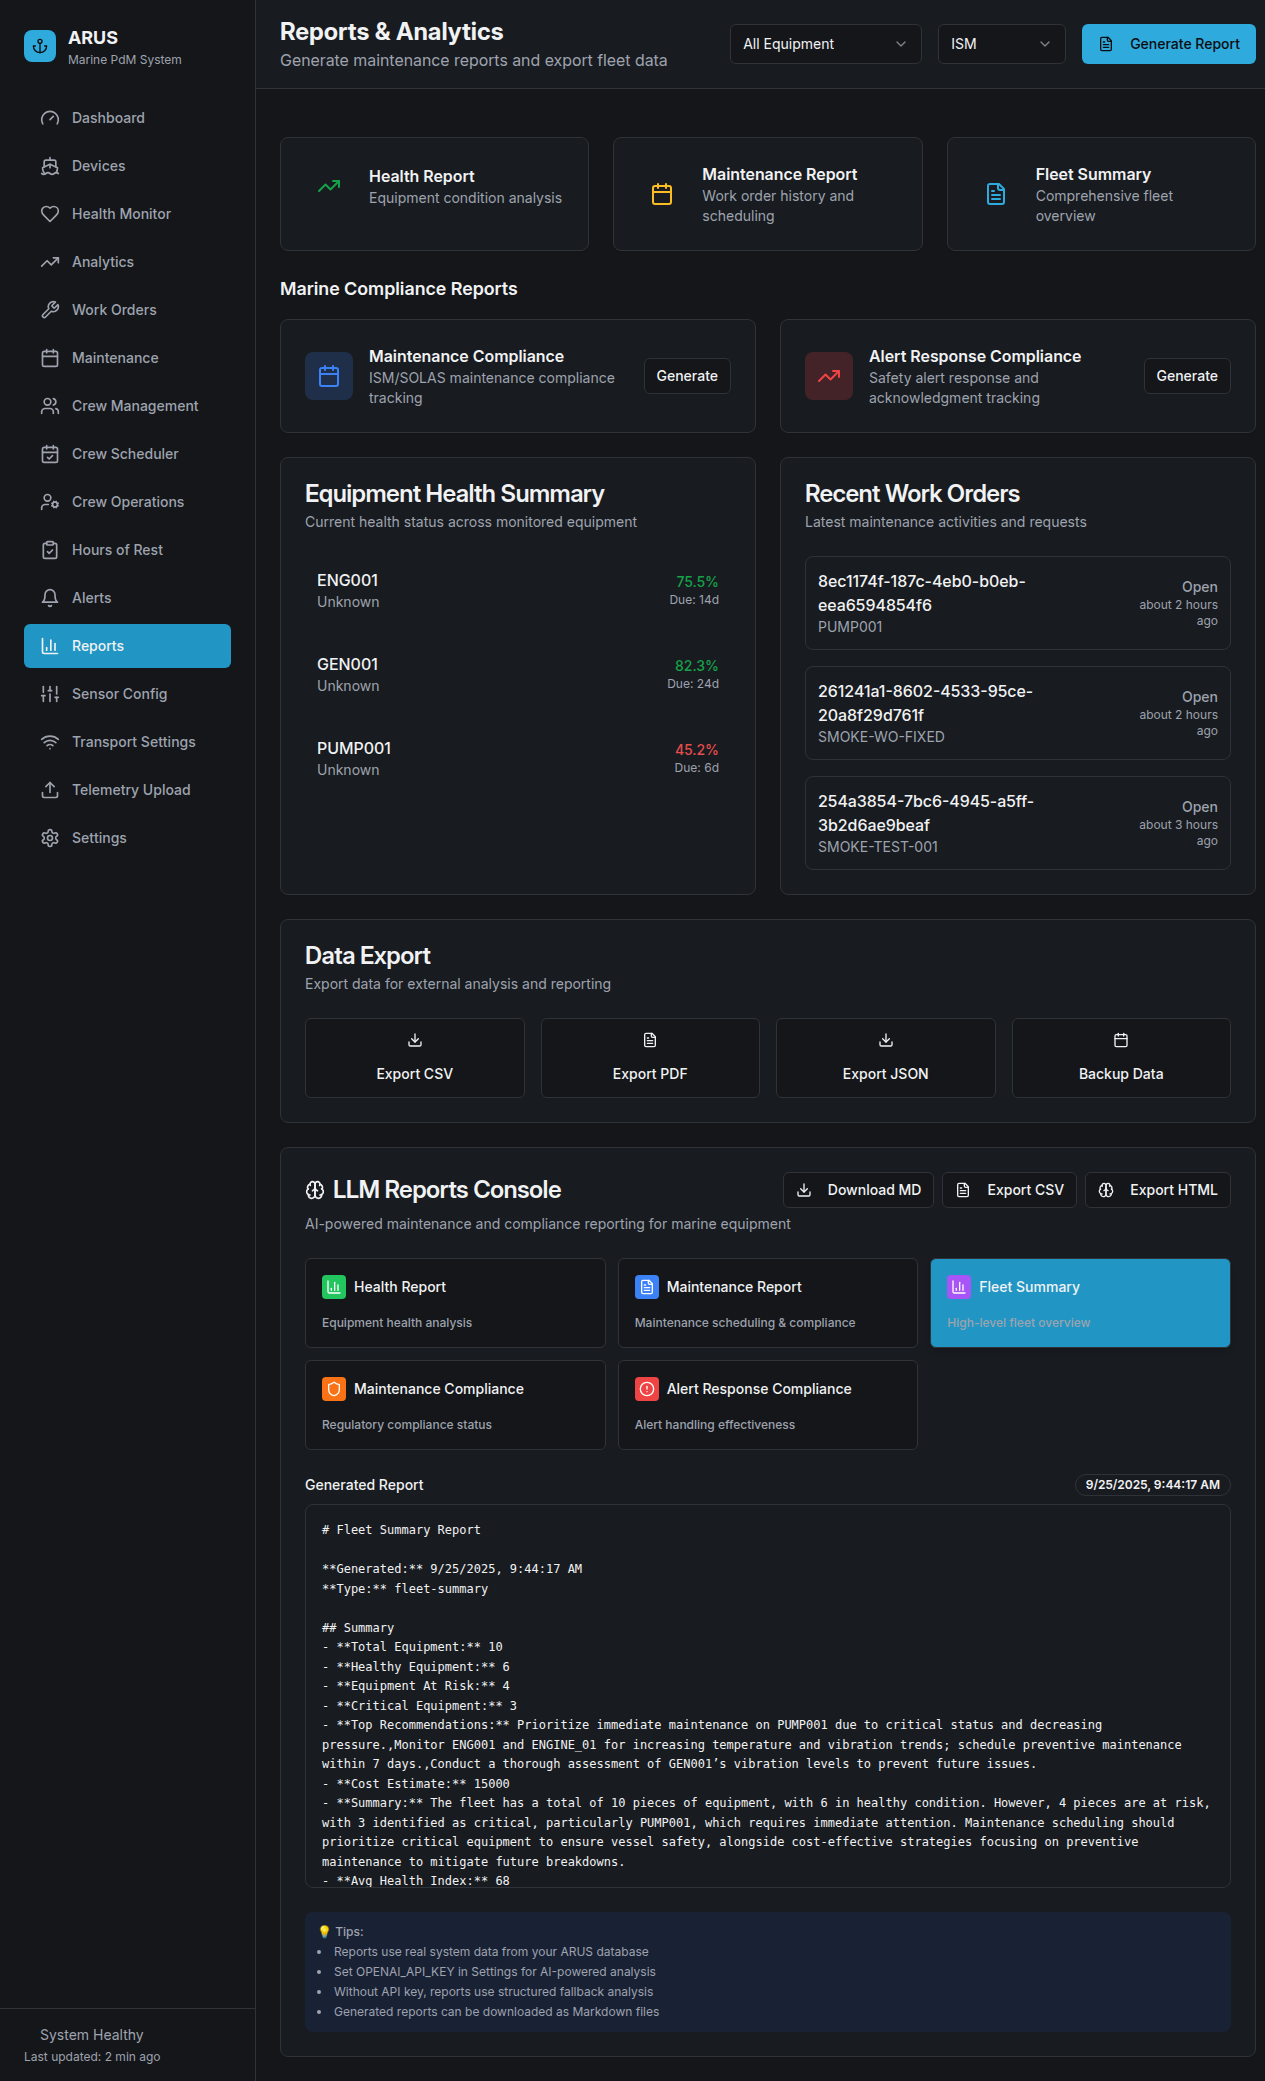 ARUS
Marine PdM System
Dashboard
Devices
Health Monitor
Analytics
Work Orders
Maintenance
Crew Management
Crew Scheduler
Crew Operations
Hours of Rest
Alerts
Reports
Sensor Config
Transport Settings
Telemetry Upload
Settings
System Healthy
Last updated: 2 min ago
Reports & Analytics
Generate maintenance reports and export fleet data
All Equipment
ISM
Generate Report
Health Report
Equipment condition analysis
Maintenance Report
Work order history and
scheduling
Fleet Summary
Comprehensive fleet
overview
Marine Compliance Reports
Maintenance Compliance
ISM/SOLAS maintenance compliance
tracking
Generate
Alert Response Compliance
Safety alert response and
acknowledgment tracking
Generate
Equipment Health Summary
Current health status across monitored equipment
ENG001
Unknown
75.5%
Due: 14d
GEN001
Unknown
82.3%
Due: 24d
PUMP001
Unknown
45.2%
Due: 6d
Recent Work Orders
Latest maintenance activities and requests
8ec1174f-187c-4eb0-b0eb-
eea6594854f6
PUMP001
Open
about 2 hours
ago
261241a1-8602-4533-95ce-
20a8f29d761f
SMOKE-WO-FIXED
Open
about 2 hours
ago
254a3854-7bc6-4945-a5ff-
3b2d6ae9beaf
SMOKE-TEST-001
Open
about 3 hours
ago
Data Export
Export data for external analysis and reporting
Export CSV
Export PDF
Export JSON
Backup Data
LLM Reports Console
Download MD
Export CSV
Export HTML
AI-powered maintenance and compliance reporting for marine equipment
Health Report
Equipment health analysis
Maintenance Report
Maintenance scheduling & compliance
Fleet Summary
High-level fleet overview
Maintenance Compliance
Regulatory compliance status
Alert Response Compliance
Alert handling effectiveness
Generated Report
9/25/2025, 9:44:17 AM
# Fleet Summary Report
**Generated:** 9/25/2025, 9:44:17 AM
**Type:** fleet-summary
## Summary
- **Total Equipment:** 10
- **Healthy Equipment:** 6
- **Equipment At Risk:** 4
- **Critical Equipment:** 3
- **Top Recommendations:** Prioritize immediate maintenance on PUMP001 due to critical status and decreasing
pressure.,Monitor ENG001 and ENGINE_01 for increasing temperature and vibration trends; schedule preventive maintenance
within 7 days.,Conduct a thorough assessment of GEN001’s vibration levels to prevent future issues.
- **Cost Estimate:** 15000
- **Summary:** The fleet has a total of 10 pieces of equipment, with 6 in healthy condition. However, 4 pieces are at risk,
with 3 identified as critical, particularly PUMP001, which requires immediate attention. Maintenance scheduling should
prioritize critical equipment to ensure vessel safety, alongside cost-effective strategies focusing on preventive
maintenance to mitigate future breakdowns.
- **Avg Health Index:** 68
💡 Tips:
• Reports use real system data from your ARUS database
• Set OPENAI_API_KEY in Settings for AI-powered analysis
• Without API key, reports use structured fallback analysis
• Generated reports can be downloaded as Markdown files